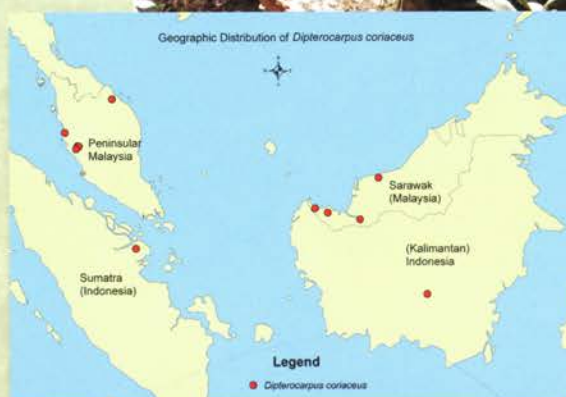 Geographic Distribution of Dipterocarpus coriaceus
Peninsular
Malaysia
Sarawak
(Malaysia)
(Kalimantan)
Indonesia
Sumatra
(Indonesia)
Legend
Dipterocarpus coriaceus